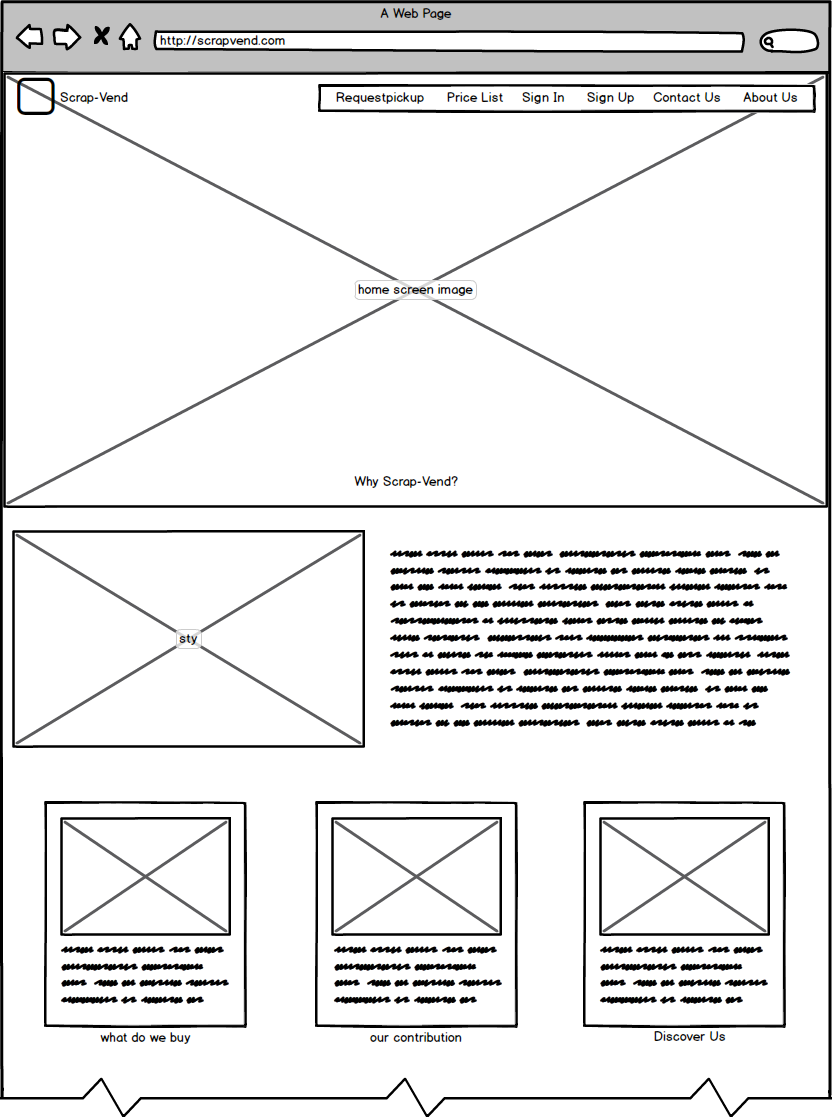 A Web Page
http://scrapvend.com
Scrap-Vend
Requestpickup Price List Sign In Sign Up Contact Us About Us
home screen image
Why Scrap-Vend?
sty
what do we buy
our contribution
Discover Us